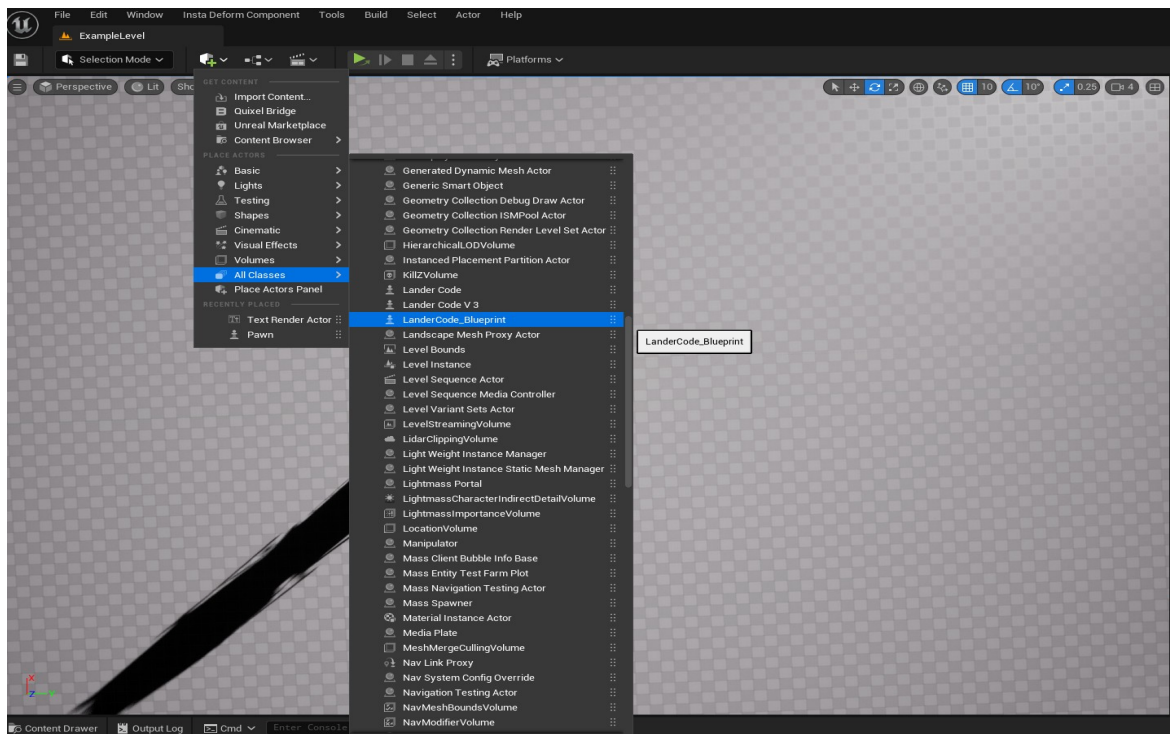 File Edit Window Insta Deform Component Tools Build Select Actor Help
ExampleLevel
Selection Mode
Platforms
Perspective Lit Sho
10 10° 0.25 4
GET CONTENT
Import Content...
Quixel Bridge
Unreal Marketplace
Content Browser
PLACE ACTORS
Basic
Lights
Testing
Shapes
Cinematic
Visual Effects
Volumes
All Classes
Place Actors Panel
RECENTLY PLACED
Text Render Actor
Pawn
Generated Dynamic Mesh Actor
Generic Smart Object
Geometry Collection Debug Draw Actor
Geometry Collection ISMPool Actor
Geometry Collection Render Level Set Actor
HierarchicalLODVolume
Instanced Placement Partition Actor
KillZVolume
Lander Code
Lander Code V 3
LanderCode_Blueprint
Landscape Mesh Proxy Actor
Level Bounds
Level Instance
Level Sequence Actor
Level Sequence Media Controller
Level Variant Sets Actor
LevelStreamingVolume
LidarClippingVolume
Light Weight Instance Manager
Light Weight Instance Static Mesh Manager
Lightmass Portal
LightmassCharacterIndirectDetailVolume
LightmassImportanceVolume
LocationVolume
Manipulator
Mass Client Bubble Info Base
Mass Entity Test Farm Plot
Mass Navigation Testing Actor
Mass Spawner
Material Instance Actor
Media Plate
MeshMergeCullingVolume
Nav Link Proxy
Nav System Config Override
Navigation Testing Actor
NavMeshBoundsVolume
NavModifierVolume
LanderCode_Blueprint
X
Z
Content Drawer Output Log Cmd Enter Console